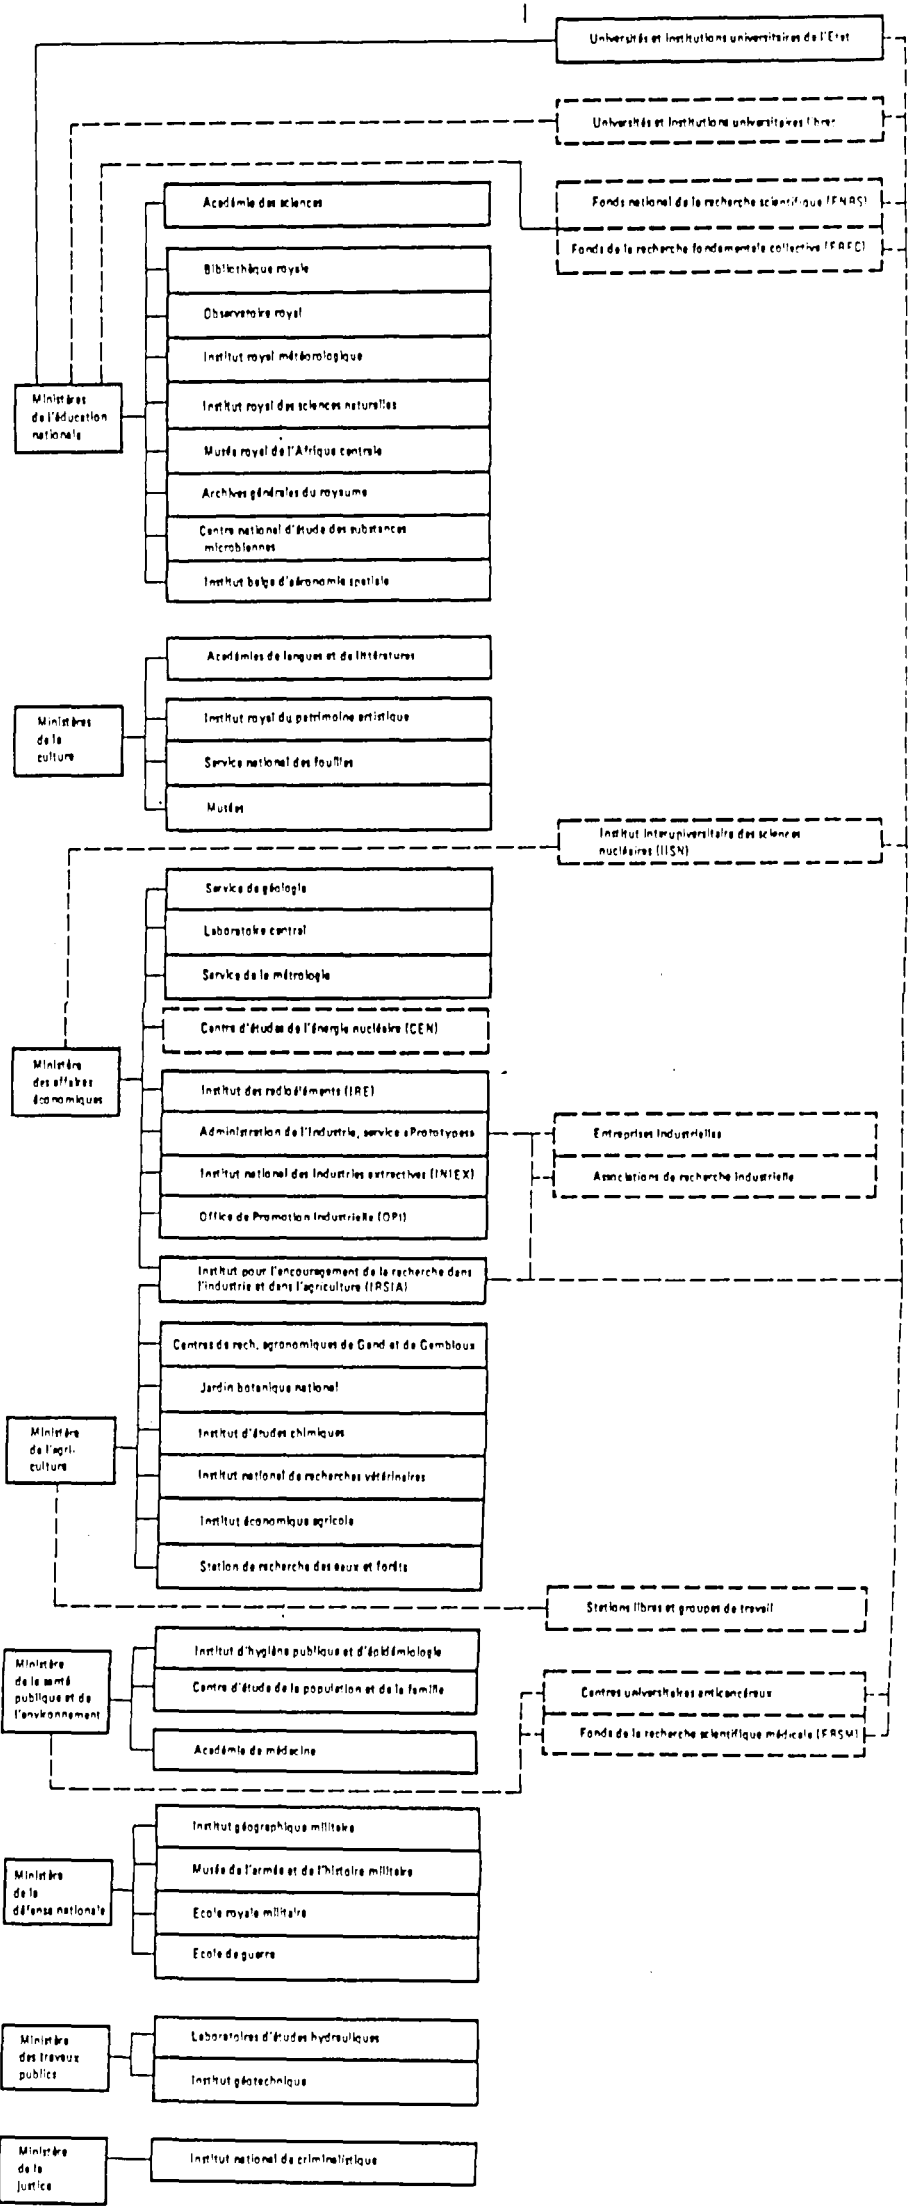 Universités et Institutions universitaires de l'Etat
Universités et Institutions universitaires libres
Fonds national de la recherche scientifique (FNRS)
Fonds de la recherche fondamentale collective (FRFC)
Ministères
de l'éducation
nationale
Académie des sciences
Bibliothèque royale
Observatoire royal
Institut royal météorologique
Institut royal des sciences naturelles
Musée royal de l'Afrique centrale
Archives générales du royaume
Centre national d'étude des substances
microbiennes
Institut belge d'aéronomie spatiale
Ministères
de la
culture
Académies de langues et de littératures
Institut royal du patrimoine artistique
Service national des fouilles
Musées
Institut Interuniversitaire des sciences
nucléaires (IISN)
Ministère
des affaires
économiques
Service de géologie
Laboratoire central
Service de la métrologie
Centre d'études de l'énergie nucléaire (CEN)
Institut des radioéléments (IRE)
Administration de l'Industrie, service «Prototypes»
Institut national des Industries extractives (INIEX)
Office de Promotion Industrielle (OPI)
Entreprises Industrielles
Associations de recherche Industrielle
Institut pour l'encouragement de la recherche dans
l'industrie et dans l'agriculture (IRSIA)
Ministère
de l'agri-
culture
Centres de rech. agronomiques de Gand et de Gembloux
Jardin botanique national
Institut d'études chimiques
Institut national de recherches vétérinaires
Institut économique agricole
Station de recherche des eaux et forêts
Stations libres et groupes de travail
Ministère
de la santé
publique et de
l'environnement
Institut d'hygiène publique et d'épidémiologie
Centre d'étude de la population et de la famille
Académie de médecine
Centres universitaires anticancéreux
Fonds de la recherche scientifique médicale (FRSM)
Ministère
de la
défense nationale
Institut géographique militaire
Musée de l'armée et de l'histoire militaire
Ecole royale militaire
Ecole de guerre
Ministère
des travaux
publics
Laboratoires d'études hydrauliques
Institut géotechnique
Ministère
de la
Justice
Institut national de criminalistique